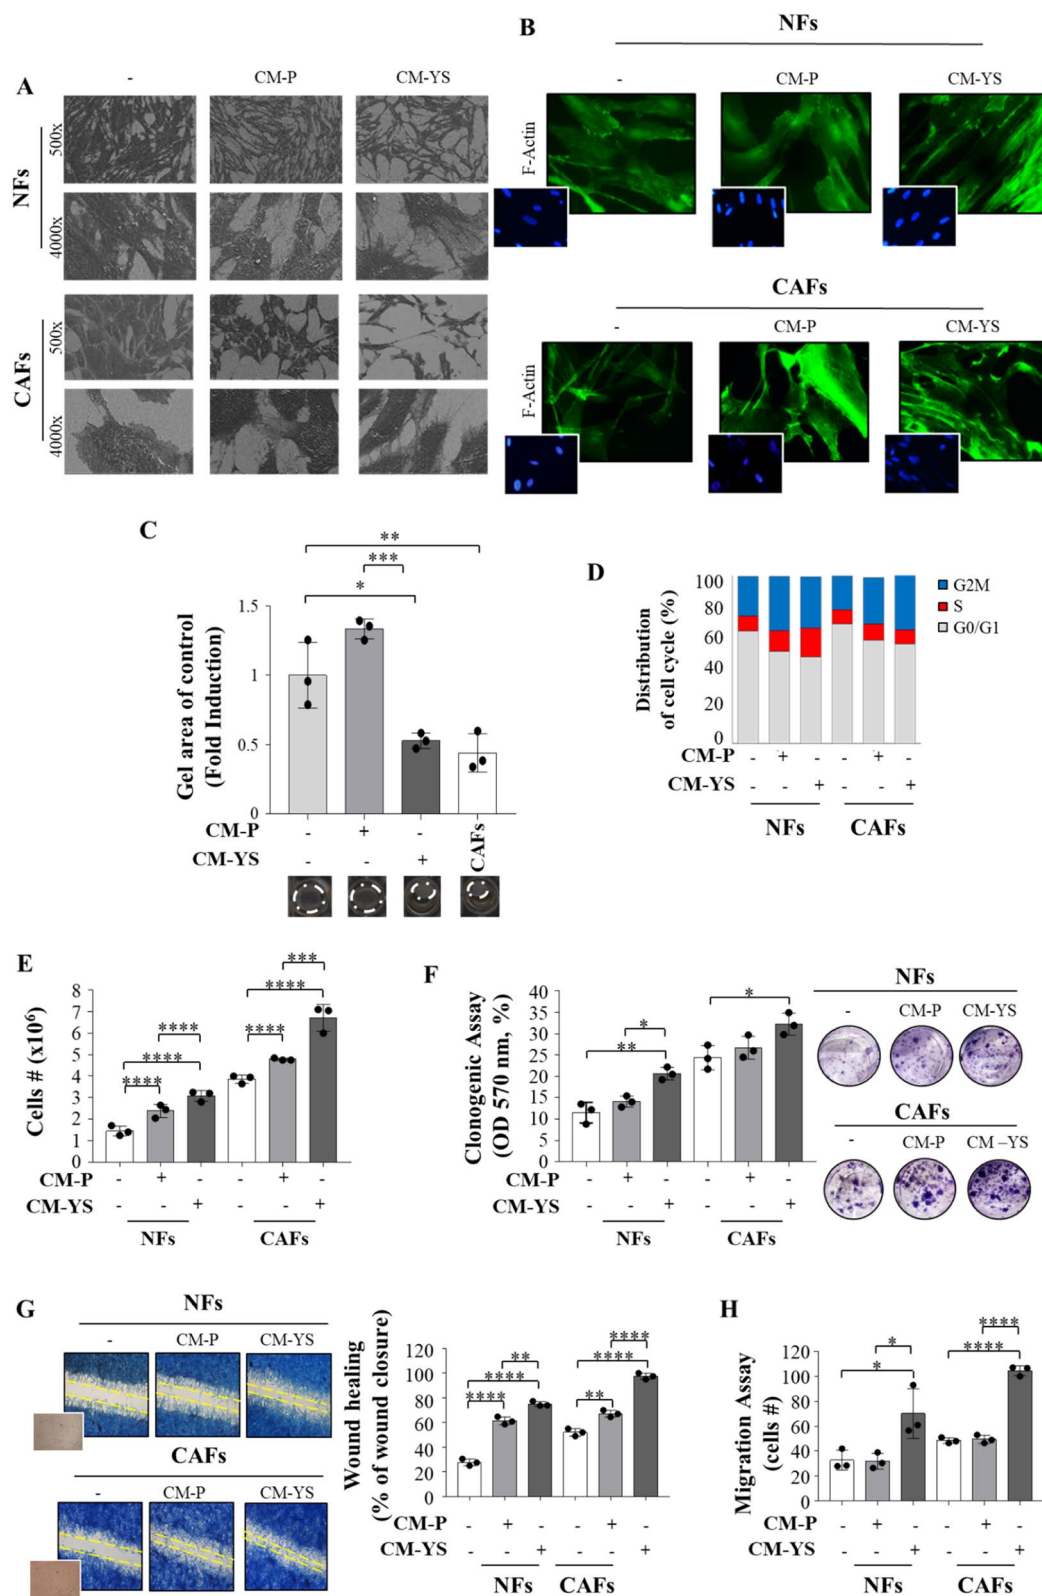 A
- CM-P CM-YS
NFs
500x
4000x
CAFs
500x
4000x
B
NFs
- CM-P CM-YS
F-Actin
CAFs
- CM-P CM-YS
F-Actin
C
**
***
*
Gel area of control
(Fold Induction)
1.5
1
0.5
0
CM-P - + - CAFs
CM-YS - - +
D
Distribution
of cell cycle (%)
100
80
60
40
20
0
G2M
S
G0/G1
CM-P - + - - + -
CM-YS - - + - - +
NFs CAFs
E
Cells # (x10⁶)
8
7
6
5
4
3
2
1
0
****
****
****
***
****
****
CM-P - + - - + -
CM-YS - - + - - +
NFs CAFs
F
Clonogenic Assay
(OD 570 nm, %)
40
35
30
25
20
15
10
5
0
*
**
*
CM-P - + - - + -
CM-YS - - + - - +
NFs CAFs
NFs
- CM-P CM-YS
CAFs
- CM-P CM –YS
G
NFs
- CM-P CM-YS
CAFs
- CM-P CM-YS
Wound healing
(% of wound closure)
120
100
80
60
40
20
0
**
****
****
****
****
**
CM-P - + - - + -
CM-YS - - + - - +
NFs CAFs
H
Migration Assay
(cells #)
120
100
80
60
40
20
0
*
*
****
****
CM-P - + - - + -
CM-YS - - + - - +
NFs CAFs